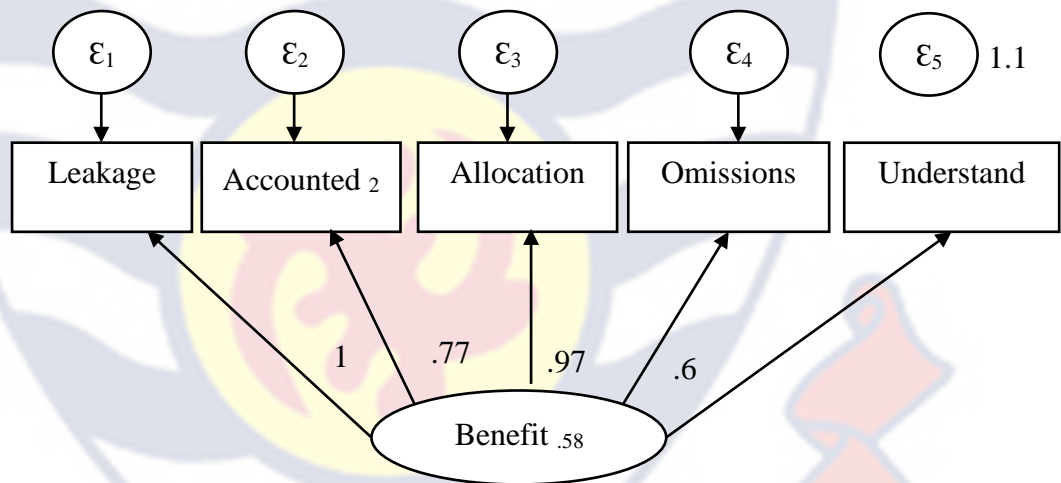 ε1 ε2 ε3 ε4 ε5 1.1
Leakage Accounted 2 Allocation Omissions Understand
1 .77 .97 .6
Benefit .58